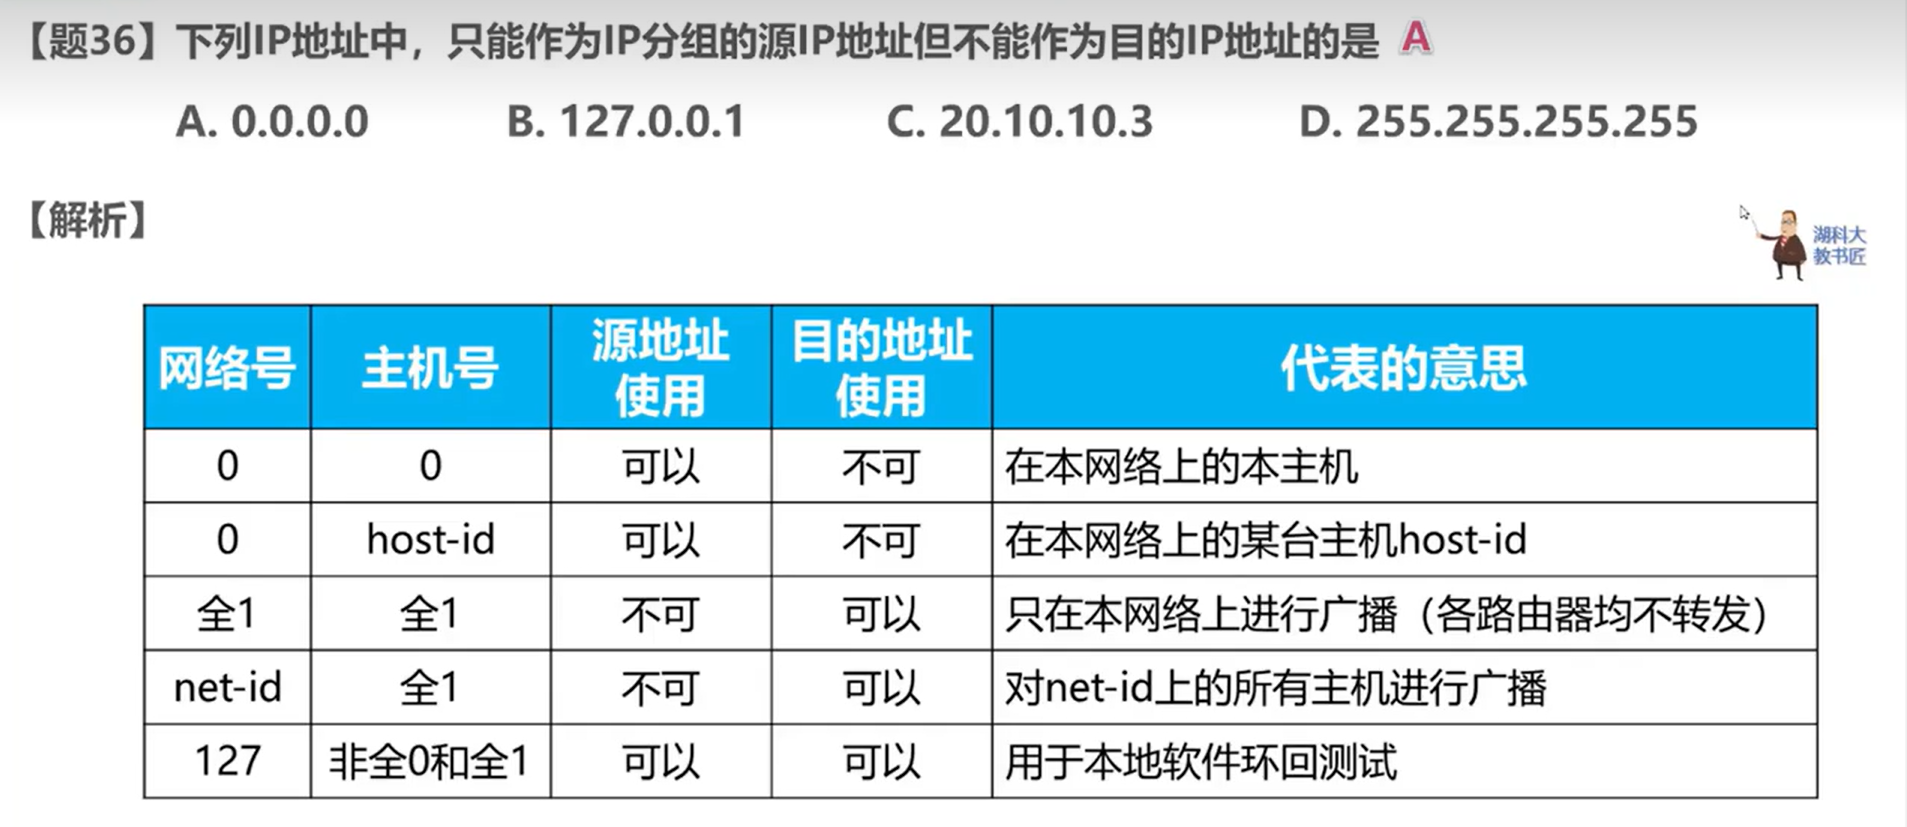 【题36】下列IP地址中，只能作为IP分组的源IP地址但不能作为目的IP地址的是 A
A. 0.0.0.0 B. 127.0.0.1 C. 20.10.10.3 D. 255.255.255.255
【解析】
湖科大
教书匠
网络号 主机号 源地址使用 目的地址使用 代表的意思
0 0 可以 不可 在本网络上的本主机
0 host-id 可以 不可 在本网络上的某台主机host-id
全1 全1 不可 可以 只在本网络上进行广播（各路由器均不转发）
net-id 全1 不可 可以 对net-id上的所有主机进行广播
127 非全0和全1 可以 可以 用于本地软件环回测试